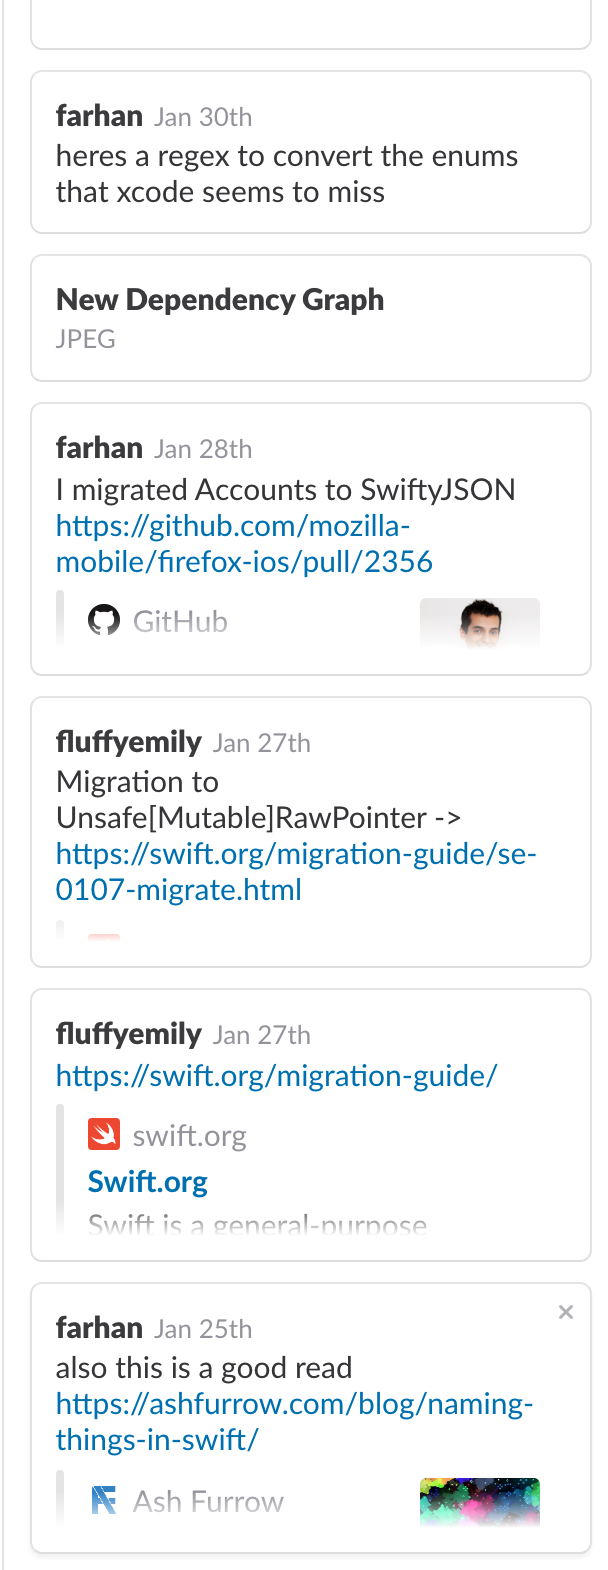 farhan Jan 30th
heres a regex to convert the enums
that xcode seems to miss
New Dependency Graph
JPEG
farhan Jan 28th
I migrated Accounts to SwiftyJSON
https://github.com/mozilla-
mobile/firefox-ios/pull/2356
GitHub
fluffyemily Jan 27th
Migration to
Unsafe[Mutable]RawPointer ->
https://swift.org/migration-guide/se-
0107-migrate.html
fluffyemily Jan 27th
https://swift.org/migration-guide/
swift.org
Swift.org
Swift is a general-purpose
farhan Jan 25th
also this is a good read
https://ashfurrow.com/blog/naming-
things-in-swift/
Ash Furrow